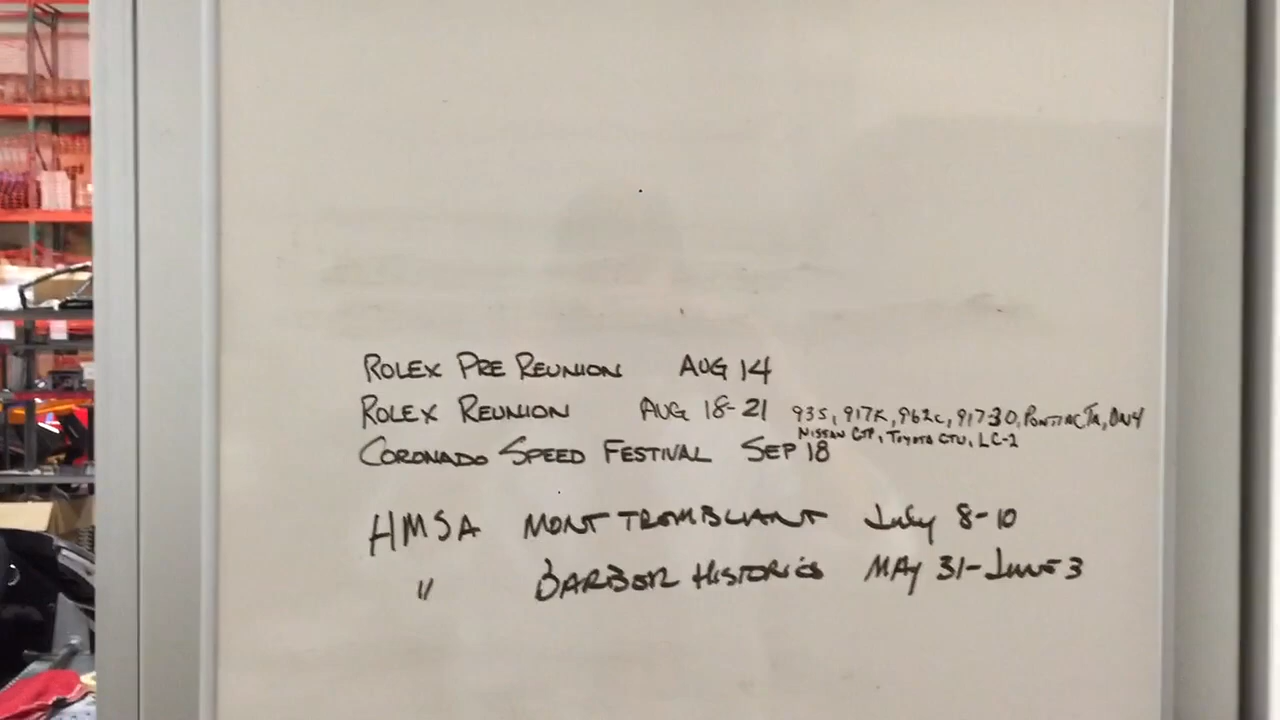 ROLEX PRE REUNION AUG 14
ROLEX REUNION AUG 18-21 935, 917K, 962C, 917-30, PONTIAC TA,
NISSAN GTP, TOYOTA GTU, LC-2
CORONADO SPEED FESTIVAL SEP 18
HMSA MONT TREMBLANT July 8-10
" BARBER HISTORICS MAY 31-JUNE 3